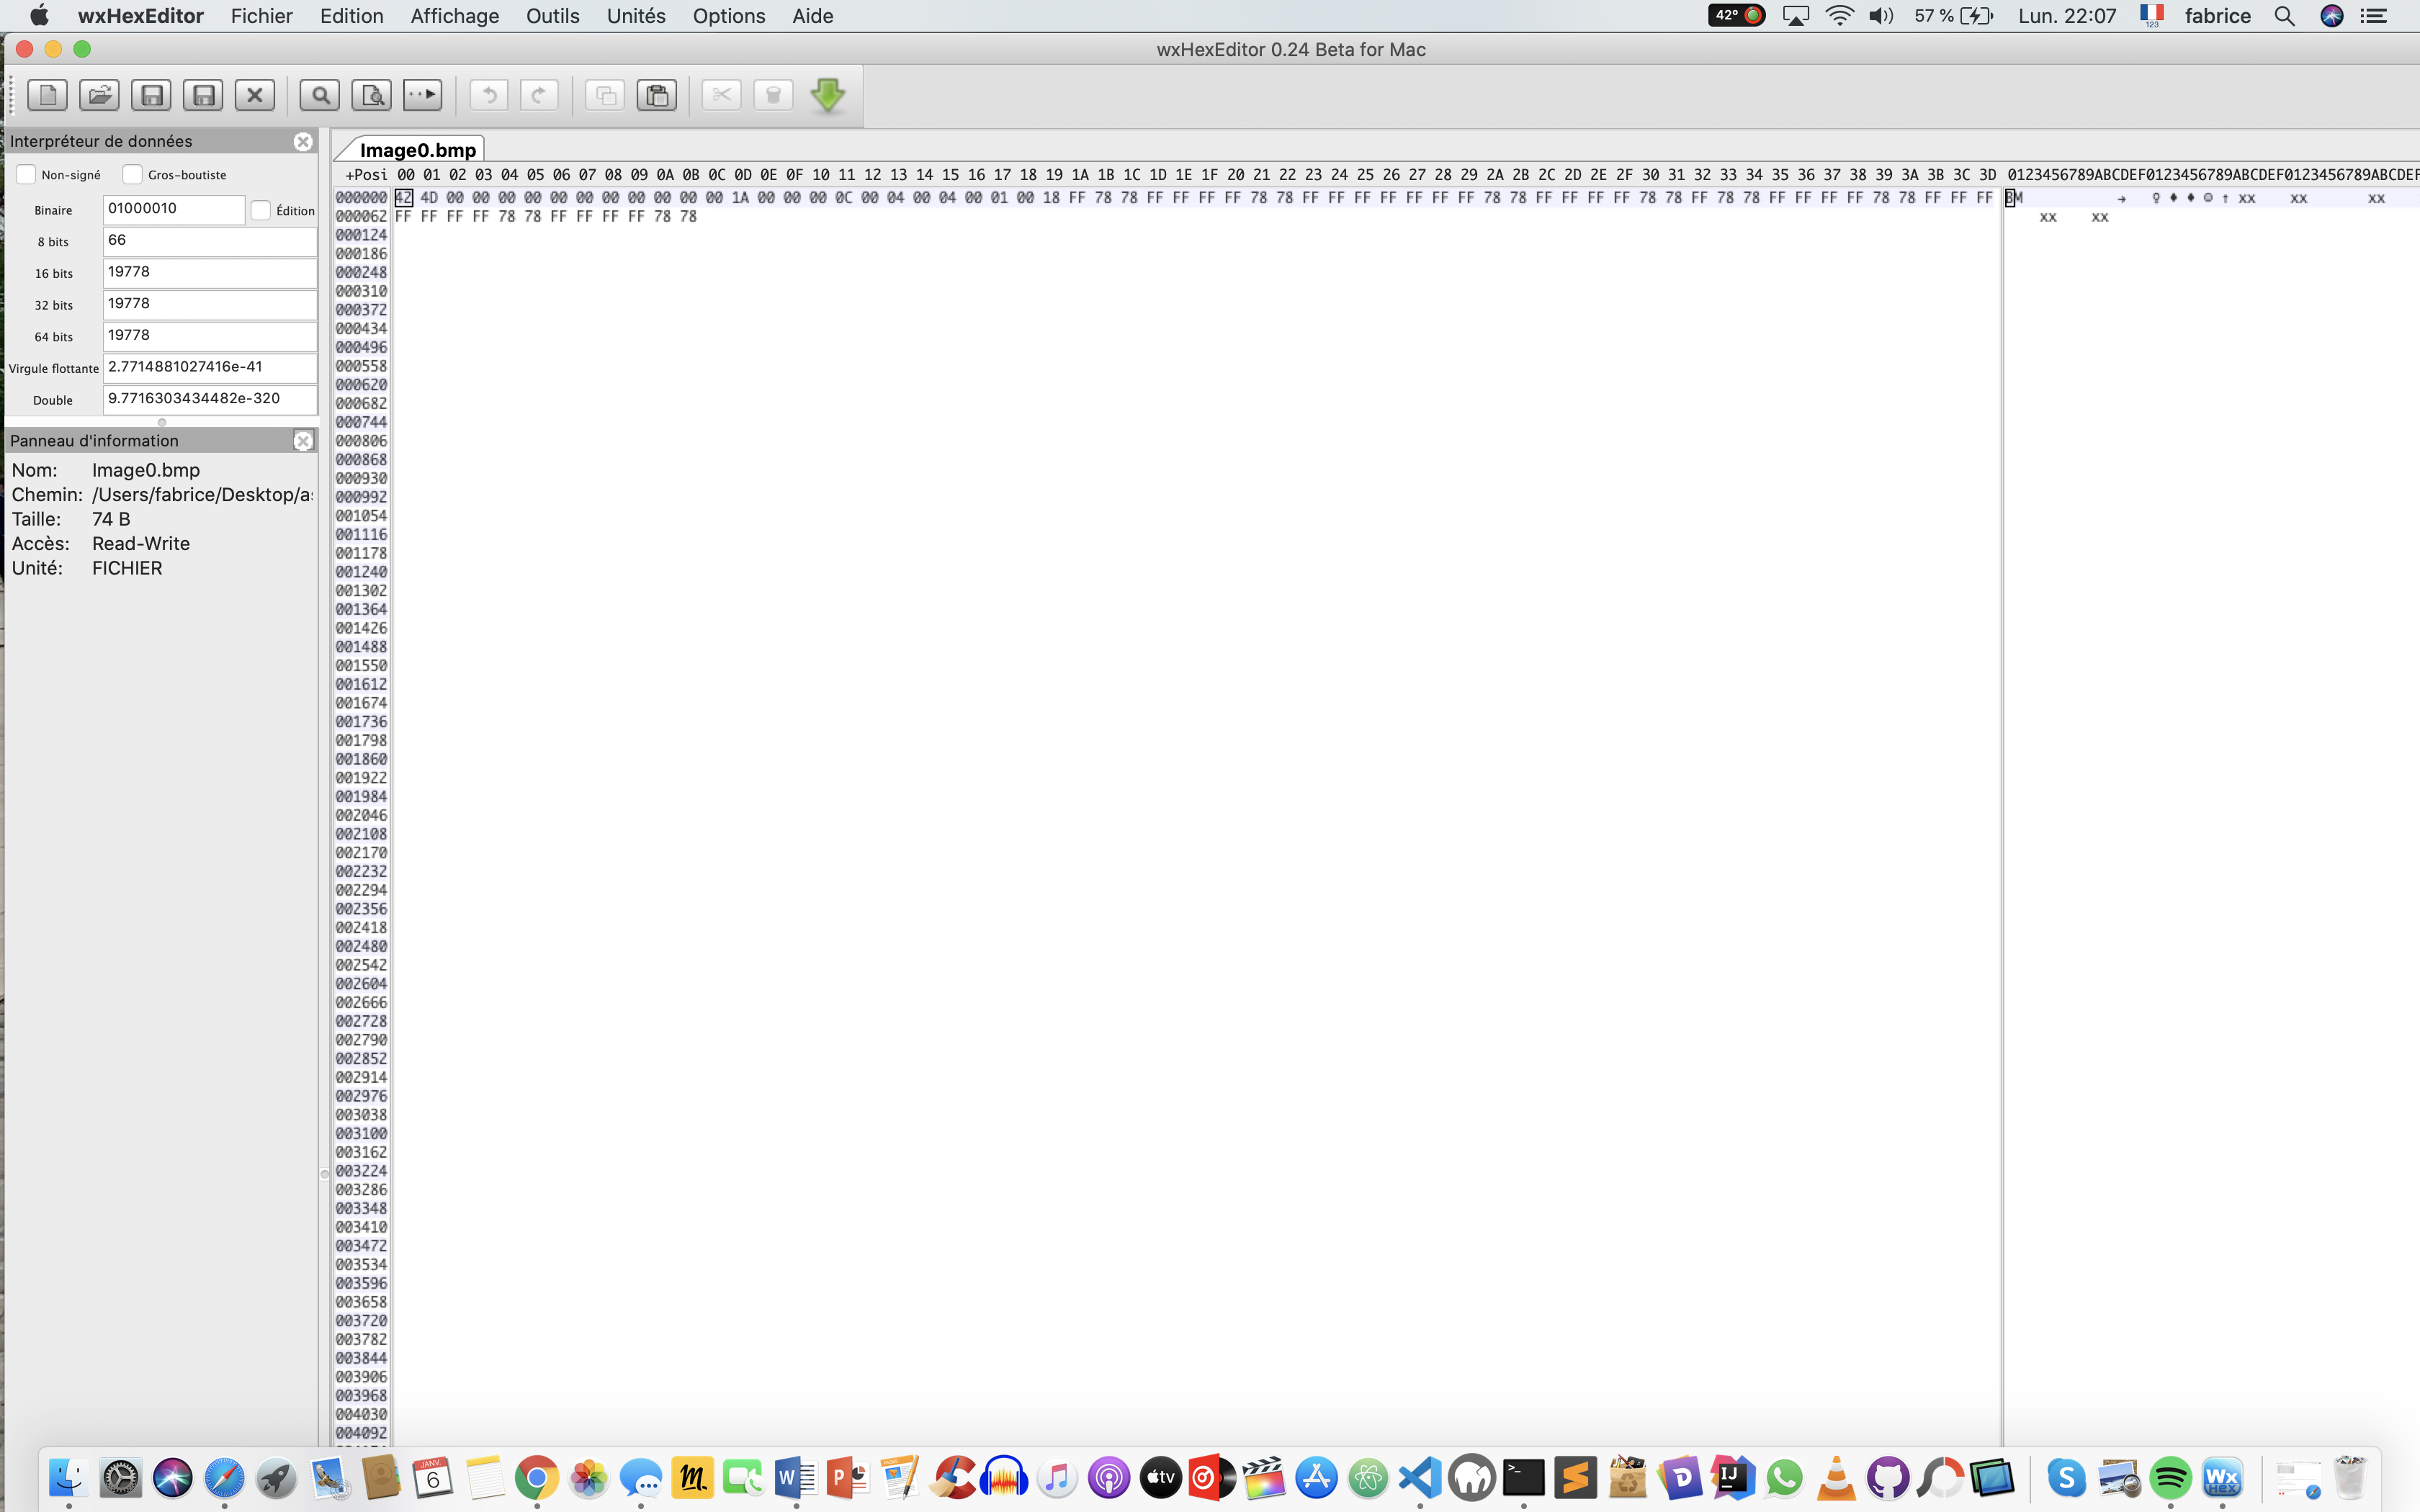 wxHexEditor Fichier Edition Affichage Outils Unités Options Aide 42° 57 % Lun. 22:07 123 fabrice
wxHexEditor 0.24 Beta for Mac
Interpréteur de données
Non-signé Gros-boutiste
Binaire 01000010 Édition
8 bits 66
16 bits 19778
32 bits 19778
64 bits 19778
Virgule flottante 2.7714881027416e-41
Double 9.7716303434482e-320
Panneau d'information
Nom: Image0.bmp
Chemin: /Users/fabrice/Desktop/a
Taille: 74 B
Accès: Read-Write
Unité: FICHIER
Image0.bmp
+Posi 00 01 02 03 04 05 06 07 08 09 0A 0B 0C 0D 0E 0F 10 11 12 13 14 15 16 17 18 19 1A 1B 1C 1D 1E 1F 20 21 22 23 24 25 26 27 28 29 2A 2B 2C 2D 2E 2F 30 31 32 33 34 35 36 37 38 39 3A 3B 3C 3D 0123456789ABCDEF0123456789ABCDEF0123456789ABCDEF
000000 42 4D 00 00 00 00 00 00 00 00 00 00 00 1A 00 00 00 0C 00 04 00 04 00 01 00 18 FF 78 78 FF FF FF FF 78 78 FF FF FF FF FF FF FF 78 78 FF FF FF FF 78 78 FF 78 78 FF FF FF FF 78 78 FF FF FF BM → ♀ ♦ ♦ ☺ ↑ xx xx xx
000062 FF FF FF FF 78 78 FF FF FF FF 78 78 xx xx
000124
000186
000248
000310
000372
000434
000496
000558
000620
000682
000744
000806
000868
000930
000992
001054
001116
001178
001240
001302
001364
001426
001488
001550
001612
001674
001736
001798
001860
001922
001984
002046
002108
002170
002232
002294
002356
002418
002480
002542
002604
002666
002728
002790
002852
002914
002976
003038
003100
003162
003224
003286
003348
003410
003472
003534
003596
003658
003720
003782
003844
003906
003968
004030
004092
JANV. 6 m. W P tv >_ D IJ S Wx HEX